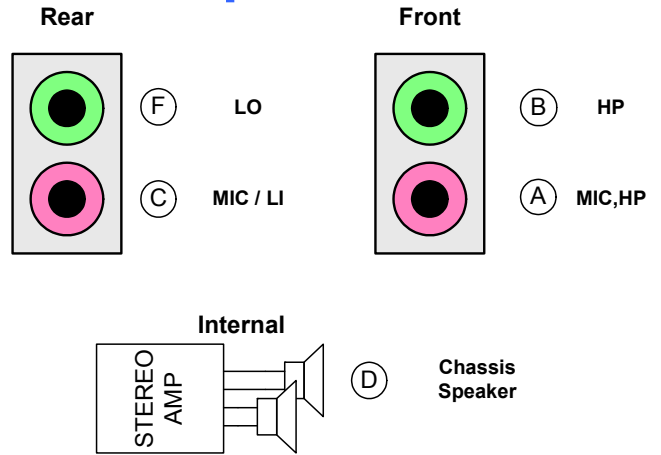 Rear
Front
F
LO
B
HP
C
MIC / LI
A
MIC,HP
Internal
STEREO
AMP
D
Chassis
Speaker